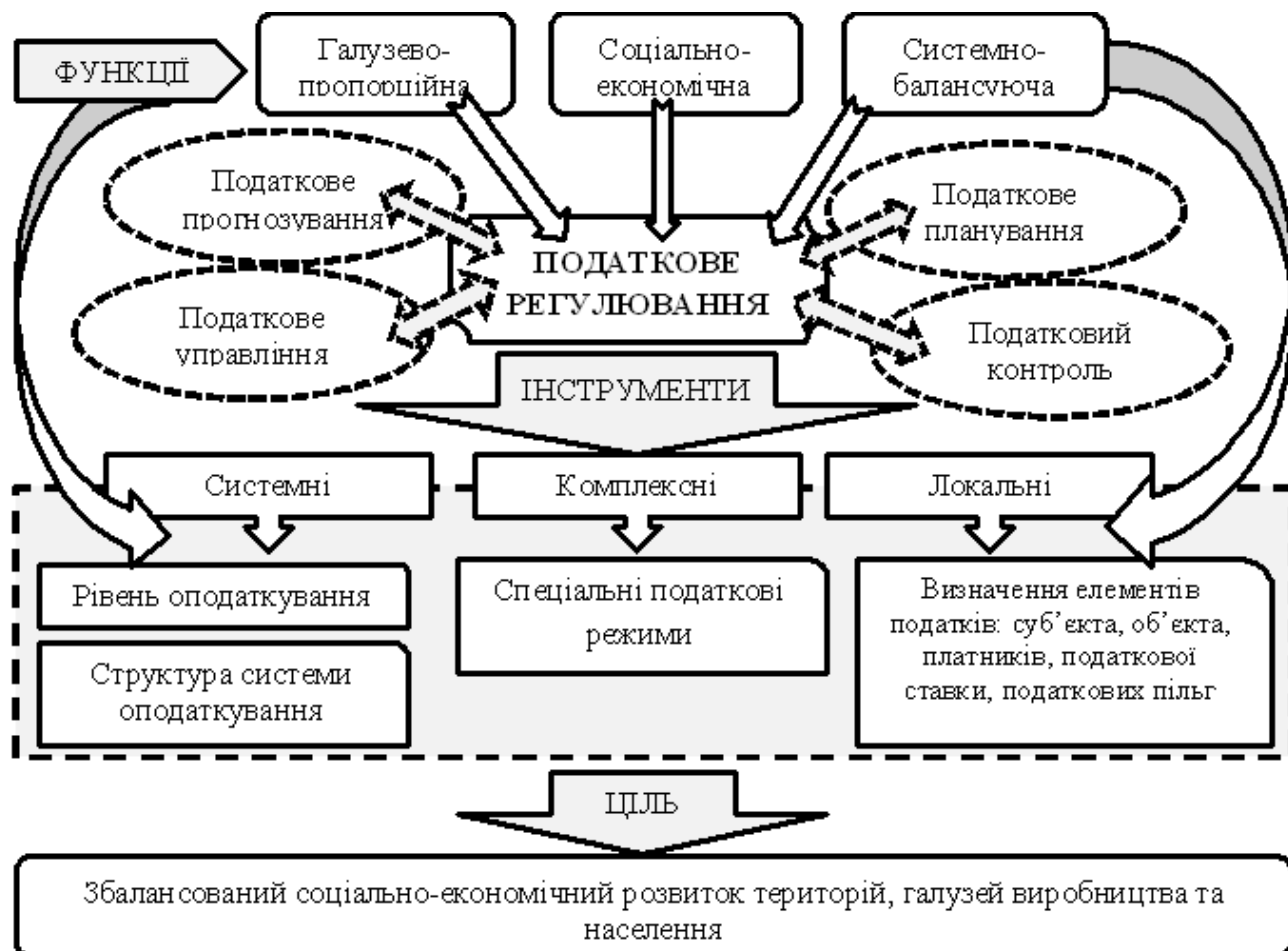 ФУНКЦІЇ
Галузево-
пропорційна
Соціально-
економічна
Системно-
балансуюча
Податкове
прогнозування
Податкове
планування
ПОДАТКОВЕ
РЕГУЛЮВАННЯ
Податкове
управління
Податковий
контроль
ІНСТРУМЕНТИ
Системні
Комплексні
Локальні
Рівень оподаткування
Структура системи
оподаткування
Спеціальні податкові
режими
Визначення елементів
податків: суб’єкта, об’єкта,
платників, податкової
ставки, податкових пільг
ЦІЛЬ
Збалансований соціально-економічний розвиток територій, галузей виробництва та
населення